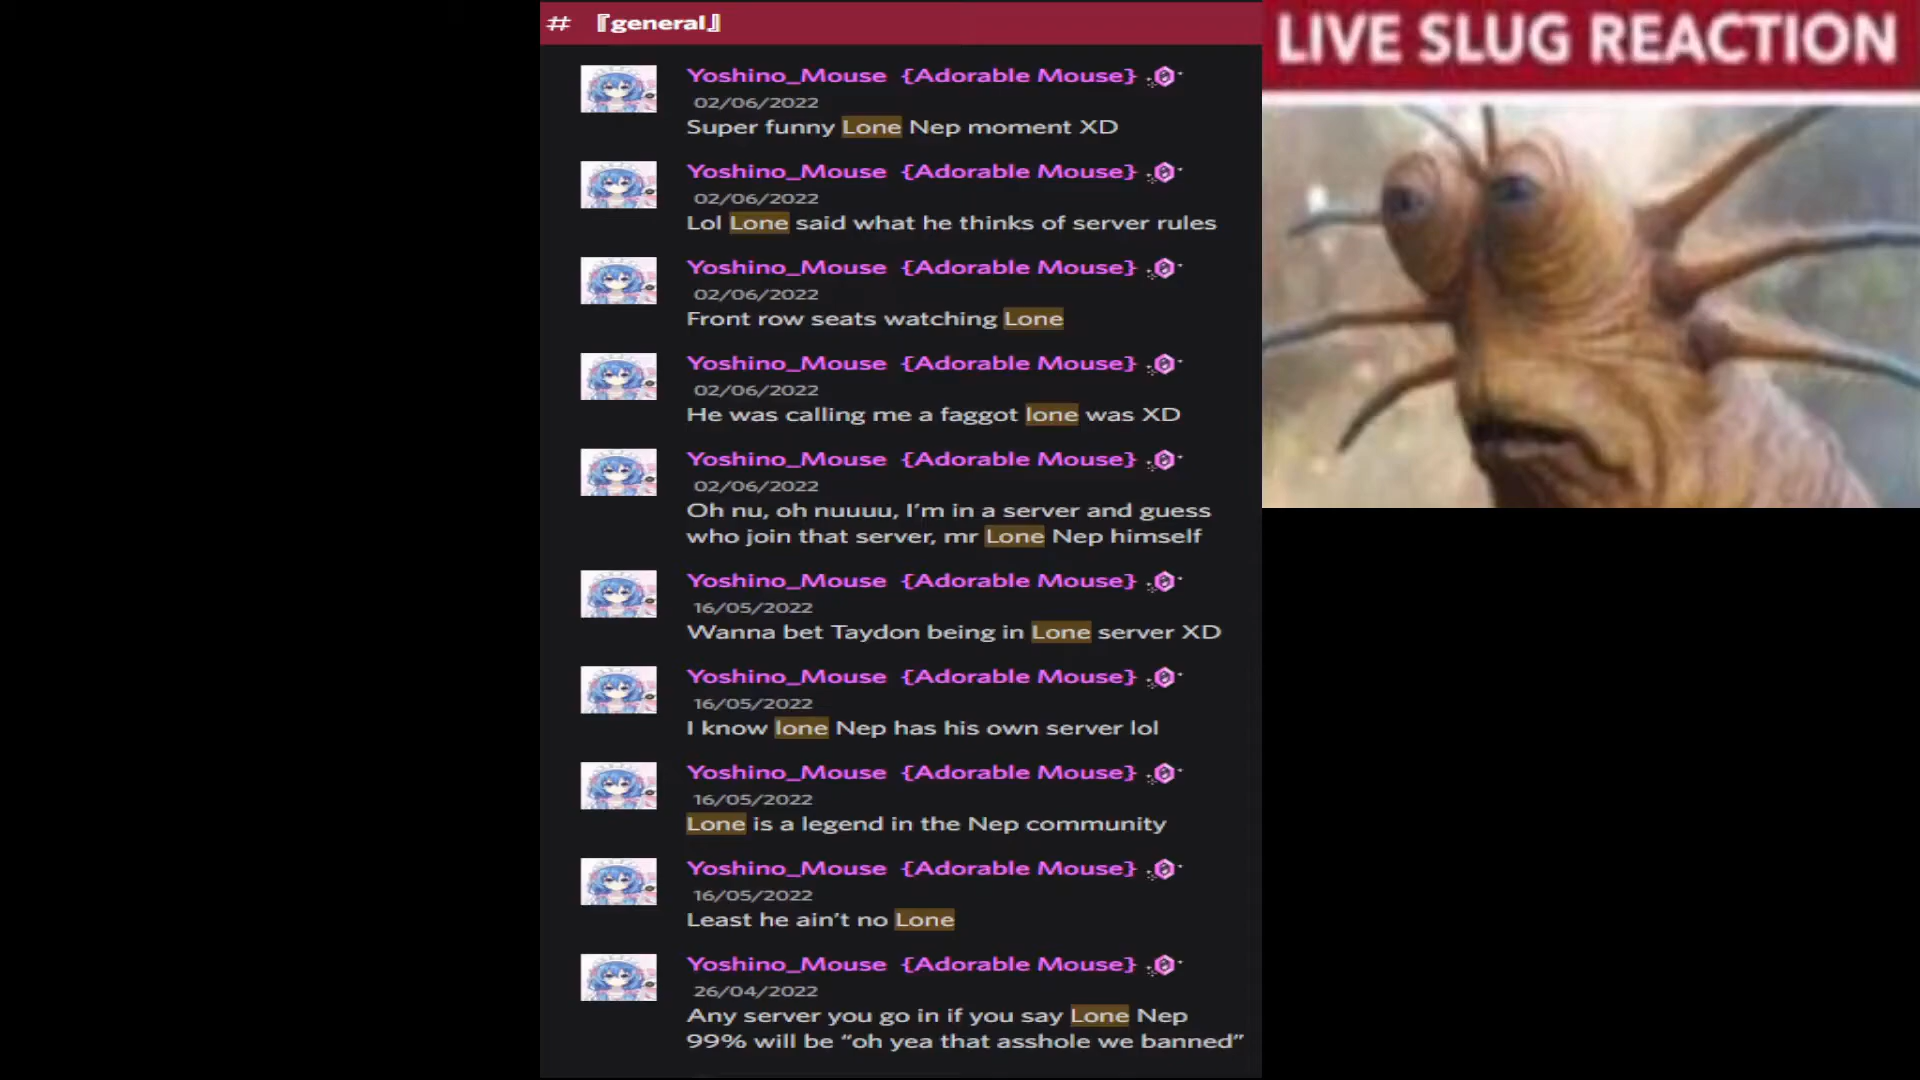 # 『general』
LIVE SLUG REACTION
Yoshino_Mouse {Adorable Mouse}
02/06/2022
Super funny Lone Nep moment XD
Yoshino_Mouse {Adorable Mouse}
02/06/2022
Lol Lone said what he thinks of server rules
Yoshino_Mouse {Adorable Mouse}
02/06/2022
Front row seats watching Lone
Yoshino_Mouse {Adorable Mouse}
02/06/2022
He was calling me a faggot lone was XD
Yoshino_Mouse {Adorable Mouse}
02/06/2022
Oh nu, oh nuuuu, I’m in a server and guess
who join that server, mr Lone Nep himself
Yoshino_Mouse {Adorable Mouse}
16/05/2022
Wanna bet Taydon being in Lone server XD
Yoshino_Mouse {Adorable Mouse}
16/05/2022
I know lone Nep has his own server lol
Yoshino_Mouse {Adorable Mouse}
16/05/2022
Lone is a legend in the Nep community
Yoshino_Mouse {Adorable Mouse}
16/05/2022
Least he ain’t no Lone
Yoshino_Mouse {Adorable Mouse}
26/04/2022
Any server you go in if you say Lone Nep
99% will be “oh yea that asshole we banned”